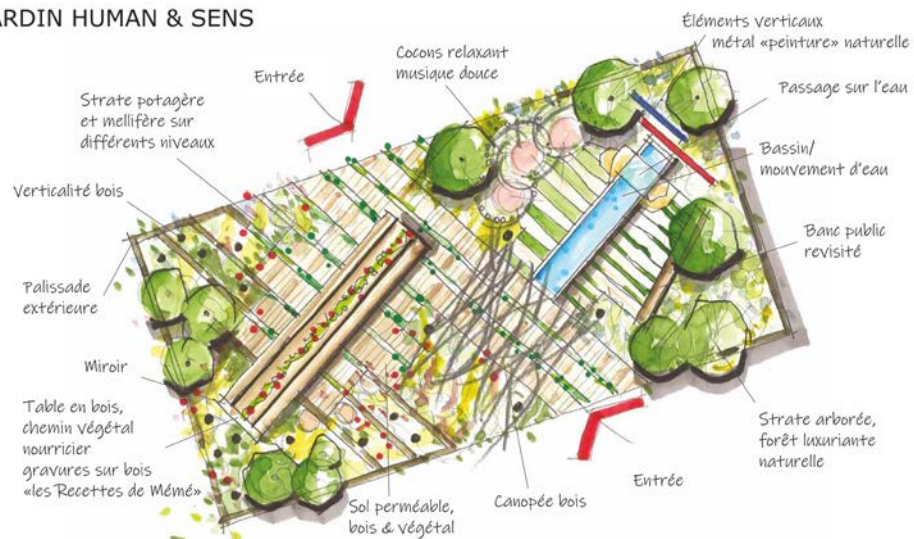 ARDIN HUMAN & SENS
Éléments verticaux
métal «peinture» naturelle
Cocons relaxant
musique douce
Entrée
Passage sur l'eau
Strate potagère
et mellifère sur
différents niveaux
Bassin/
mouvement d'eau
Verticalité bois
Banc public
revisité
Palissade
extérieure
Miroir
Table en bois,
chemin végétal
nourricier
gravures sur bois
«les Recettes de Mémé»
Strate arborée,
forêt luxuriante
naturelle
Entrée
Canopée bois
Sol perméable,
bois & végétal